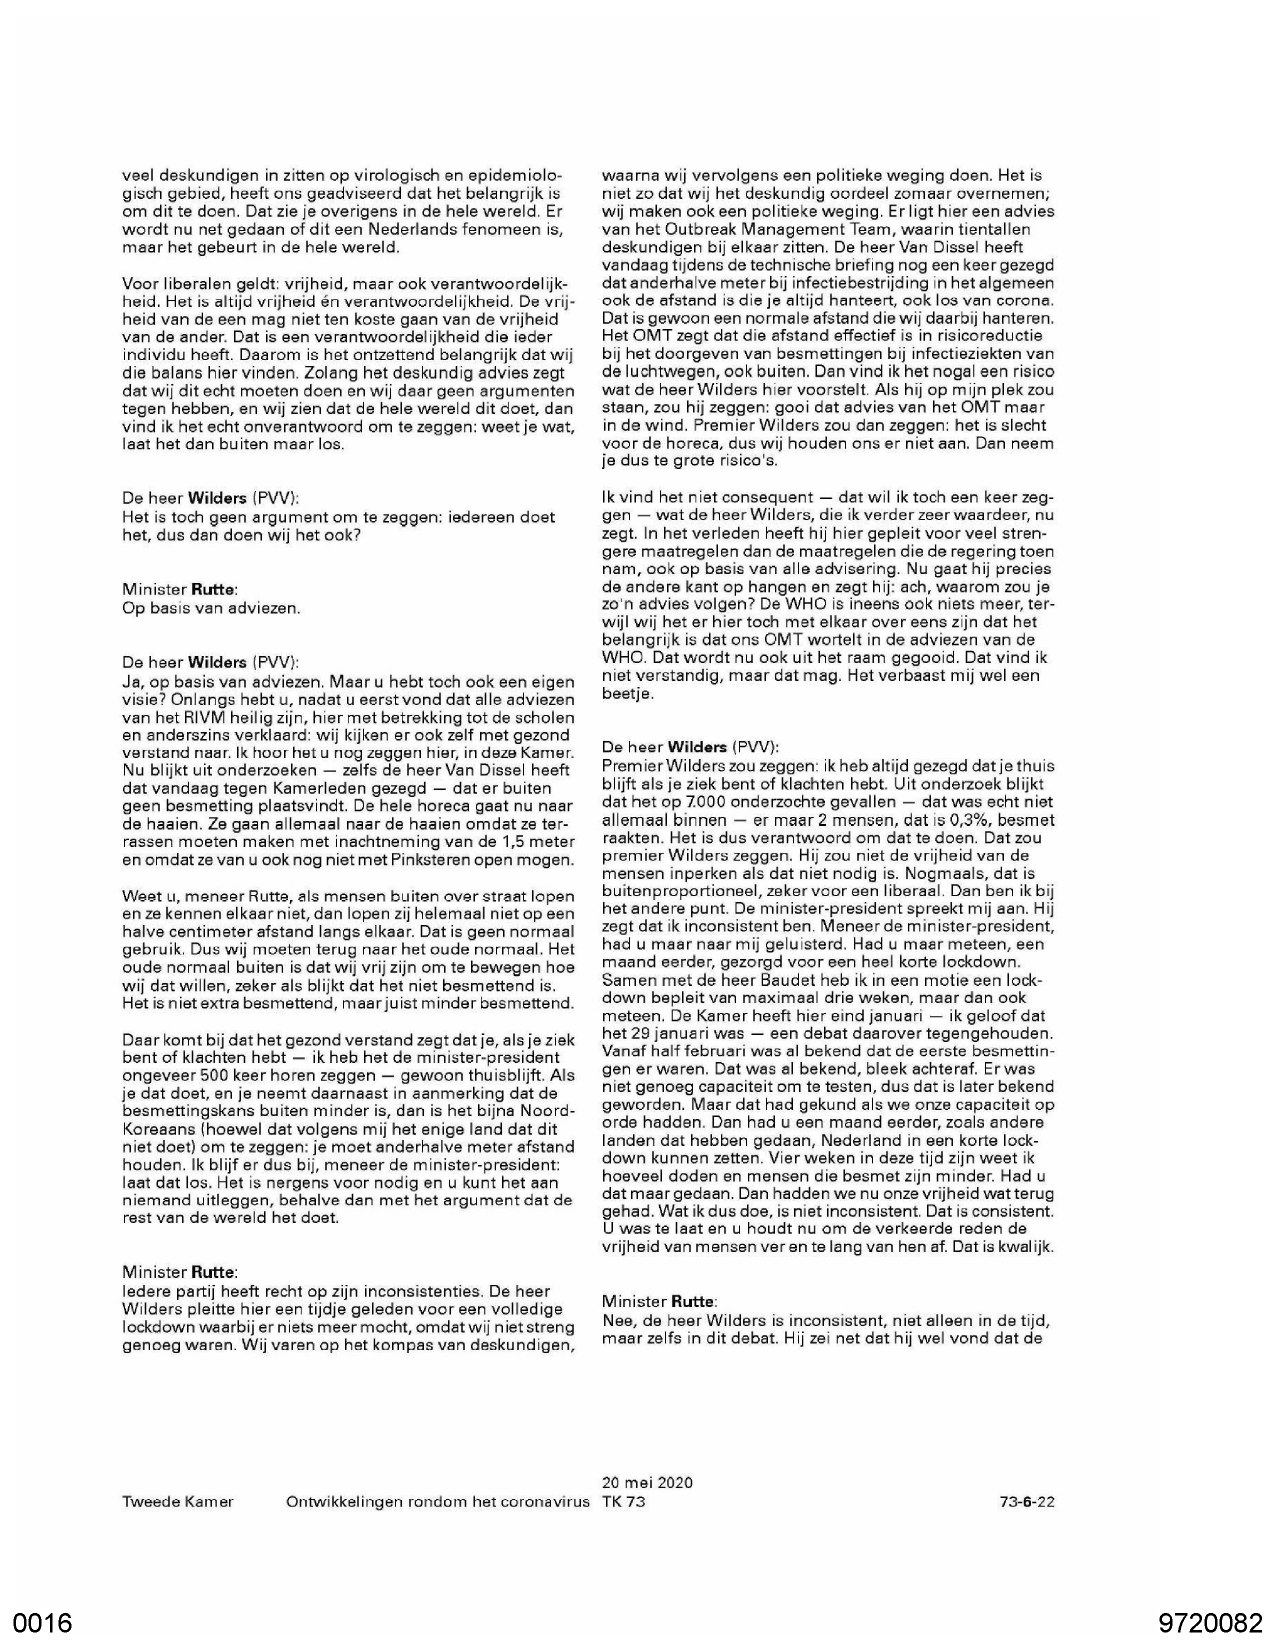 veel deskundigen in zitten op virologisch en epidemiolo-
gisch gebied, heeft ons geadviseerd dat het belangrijk is
om dit te doen. Dat zie je overigens in de hele wereld. Er
wordt nu net gedaan of dit een Nederlands fenomeen is,
maar het gebeurt in de hele wereld.
Voor liberalen geldt: vrijheid, maar ook verantwoordelijk-
heid. Het is altijd vrijheid én verantwoordelijkheid. De vrij-
heid van de een mag niet ten koste gaan van de vrijheid
van de ander. Dat is een verantwoordelijkheid die ieder
individu heeft. Daarom is het ontzettend belangrijk dat wij
die balans hier vinden. Zolang het deskundig advies zegt
dat wij dit echt moeten doen en wij daar geen argumenten
tegen hebben, en wij zien dat de hele wereld dit doet, dan
vind ik het echt onverantwoord om te zeggen: weet je wat,
laat het dan buiten maar los.
De heer Wilders (PVV):
Het is toch geen argument om te zeggen: iedereen doet
het, dus dan doen wij het ook?
Minister Rutte:
Op basis van adviezen.
De heer Wilders (PVV):
Ja, op basis van adviezen. Maar u hebt toch ook een eigen
visie? Onlangs hebt u, nadat u eerst vond dat alle adviezen
van het RIVM heilig zijn, hier met betrekking tot de scholen
en anderszins verklaard: wij kijken er ook zelf met gezond
verstand naar. Ik hoor het u nog zeggen hier, in deze Kamer.
Nu blijkt uit onderzoeken — zelfs de heer Van Dissel heeft
dat vandaag tegen Kamerleden gezegd — dat er buiten
geen besmetting plaatsvindt. De hele horeca gaat nu naar
de haaien. Ze gaan allemaal naar de haaien omdat ze ter-
rassen moeten maken met inachtneming van de 1,5 meter
en omdat ze van u ook nog niet met Pinksteren open mogen.
Weet u, meneer Rutte, als mensen buiten over straat lopen
en ze kennen elkaar niet, dan lopen zij helemaal niet op een
halve centimeter afstand langs elkaar. Dat is geen normaal
gebruik. Dus wij moeten terug naar het oude normaal. Het
oude normaal buiten is dat wij vrij zijn om te bewegen hoe
wij dat willen, zeker als blijkt dat het niet besmettend is.
Het is niet extra besmettend, maar juist minder besmettend.
Daar komt bij dat het gezond verstand zegt dat je, als je ziek
bent of klachten hebt — ik heb het de minister-president
ongeveer 500 keer horen zeggen — gewoon thuisblijft. Als
je dat doet, en je neemt daarnaast in aanmerking dat de
besmettingskans buiten minder is, dan is het bijna Noord-
Koreaans (hoewel dat volgens mij het enige land dat dit
niet doet) om te zeggen: je moet anderhalve meter afstand
houden. Ik blijf er dus bij, meneer de minister-president:
laat dat los. Het is nergens voor nodig en u kunt het aan
niemand uitleggen, behalve dan met het argument dat de
rest van de wereld het doet.
Minister Rutte:
Iedere partij heeft recht op zijn inconsistenties. De heer
Wilders pleitte hier een tijdje geleden voor een volledige
lockdown waarbij er niets meer mocht, omdat wij niet streng
genoeg waren. Wij varen op het kompas van deskundigen,
waarna wij vervolgens een politieke weging doen. Het is
niet zo dat wij het deskundig oordeel zomaar overnemen;
wij maken ook een politieke weging. Er ligt hier een advies
van het Outbreak Management Team, waarin tientallen
deskundigen bij elkaar zitten. De heer Van Dissel heeft
vandaag tijdens de technische briefing nog een keer gezegd
dat anderhalve meter bij infectiebestrijding in het algemeen
ook de afstand is die je altijd hanteert, ook los van corona.
Dat is gewoon een normale afstand die wij daarbij hanteren.
Het OMT zegt dat die afstand effectief is in risicoreductie
bij het doorgeven van besmettingen bij infectieziekten van
de luchtwegen, ook buiten. Dan vind ik het nogal een risico
wat de heer Wilders hier voorstelt. Als hij op mijn plek zou
staan, zou hij zeggen: gooi dat advies van het OMT maar
in de wind. Premier Wilders zou dan zeggen: het is slecht
voor de horeca, dus wij houden ons er niet aan. Dan neem
je dus te grote risico's.
Ik vind het niet consequent — dat wil ik toch een keer zeg-
gen — wat de heer Wilders, die ik verder zeer waardeer, nu
zegt. In het verleden heeft hij hier gepleit voor veel stren-
gere maatregelen dan de maatregelen die de regering toen
nam, ook op basis van alle advisering. Nu gaat hij precies
de andere kant op hangen en zegt hij: ach, waarom zou je
zo'n advies volgen? De WHO is ineens ook niets meer, ter-
wijl wij het er hier toch met elkaar over eens zijn dat het
belangrijk is dat ons OMT wortelt in de adviezen van de
WHO. Dat wordt nu ook uit het raam gegooid. Dat vind ik
niet verstandig, maar dat mag. Het verbaast mij wel een
beetje.
De heer Wilders (PVV):
Premier Wilders zou zeggen: ik heb altijd gezegd dat je thuis
blijft als je ziek bent of klachten hebt. Uit onderzoek blijkt
dat het op 7.000 onderzochte gevallen — dat was echt niet
allemaal binnen — er maar 2 mensen, dat is 0,3%, besmet
raakten. Het is dus verantwoord om dat te doen. Dat zou
premier Wilders zeggen. Hij zou niet de vrijheid van de
mensen inperken als dat niet nodig is. Nogmaals, dat is
buitenproportioneel, zeker voor een liberaal. Dan ben ik bij
het andere punt. De minister-president spreekt mij aan. Hij
zegt dat ik inconsistent ben. Meneer de minister-president,
had u maar naar mij geluisterd. Had u maar meteen, een
maand eerder, gezorgd voor een heel korte lockdown.
Samen met de heer Baudet heb ik in een motie een lock-
down bepleit van maximaal drie weken, maar dan ook
meteen. De Kamer heeft hier eind januari — ik geloof dat
het 29 januari was — een debat daarover tegengehouden.
Vanaf half februari was al bekend dat de eerste besmettin-
gen er waren. Dat was al bekend, bleek achteraf. Er was
niet genoeg capaciteit om te testen, dus dat is later bekend
geworden. Maar dat had gekund als we onze capaciteit op
orde hadden. Dan had u een maand eerder, zoals andere
landen dat hebben gedaan, Nederland in een korte lock-
down kunnen zetten. Vier weken in deze tijd zijn weet ik
hoeveel doden en mensen die besmet zijn minder. Had u
dat maar gedaan. Dan hadden we nu onze vrijheid wat terug
gehad. Wat ik dus doe, is niet inconsistent. Dat is consistent.
U was te laat en u houdt nu om de verkeerde reden de
vrijheid van mensen ver en te lang van hen af. Dat is kwalijk.
Minister Rutte:
Nee, de heer Wilders is inconsistent, niet alleen in de tijd,
maar zelfs in dit debat. Hij zei net dat hij wel vond dat de
20 mei 2020
Tweede Kamer Ontwikkelingen rondom het coronavirus TK 73 73-6-22
0016 9720082